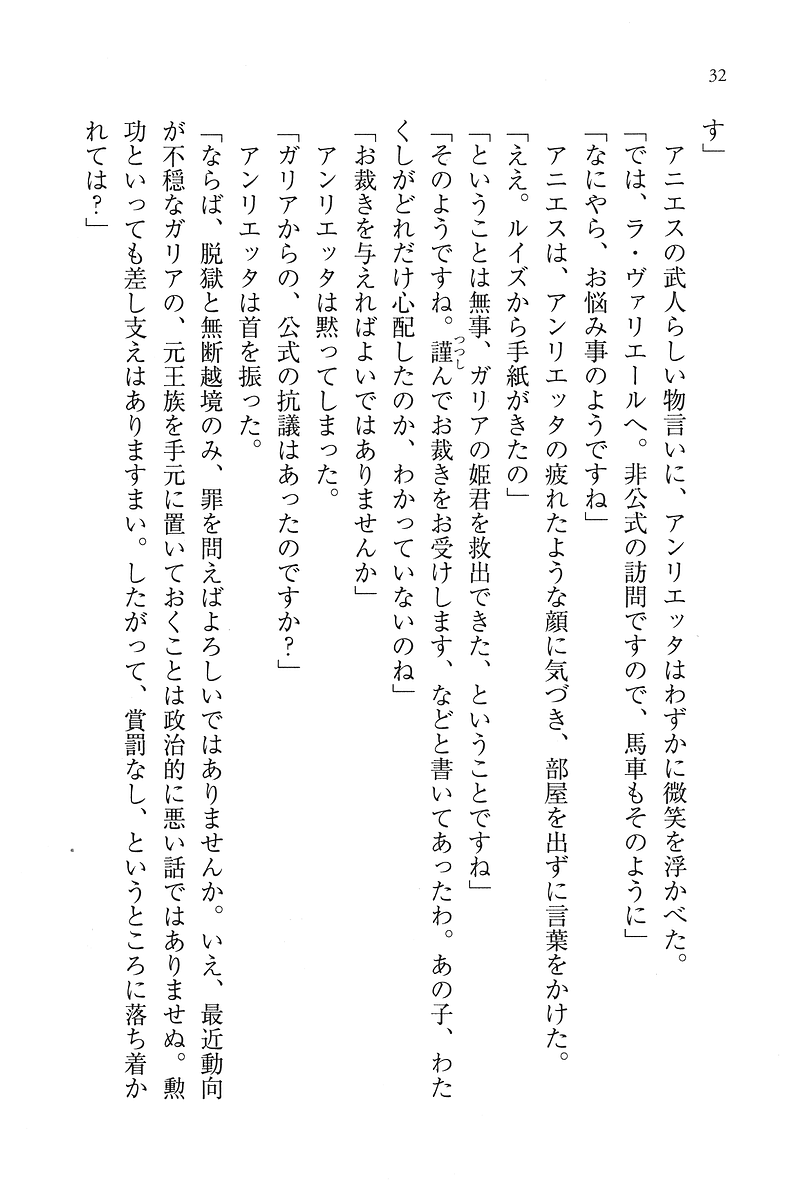 32
す」
アニエスの武人らしい物言いに、アンリエッタはわずかに微笑を浮かべた。
「では、ラ・ヴァリエールへ。非公式の訪問ですので、馬車もそのように」
「なにやら、お悩み事のようですね」
アニエスは、アンリエッタの疲れたような顔に気づき、部屋を出ずに言葉をかけた。
「ええ。ルイズから手紙がきたの」
「ということは無事、ガリアの姫君を救出できた、ということですね」
「そのようですね。謹つつしんでお裁きをお受けします、などと書いてあったわ。あの子、わた
くしがどれだけ心配したのか、わかっていないのね」
「お裁きを与えればよいではありませんか」
アンリエッタは黙ってしまった。
「ガリアからの、公式の抗議はあったのですか？」
アンリエッタは首を振った。
「ならば、脱獄と無断越境のみ、罪を問えばよろしいではありませんか。いえ、最近動向
が不穏なガリアの、元王族を手元に置いておくことは政治的に悪い話ではありませぬ。勲
功といっても差し支えはありますまい。したがって、賞罰なし、というところに落ち着か
れては？」